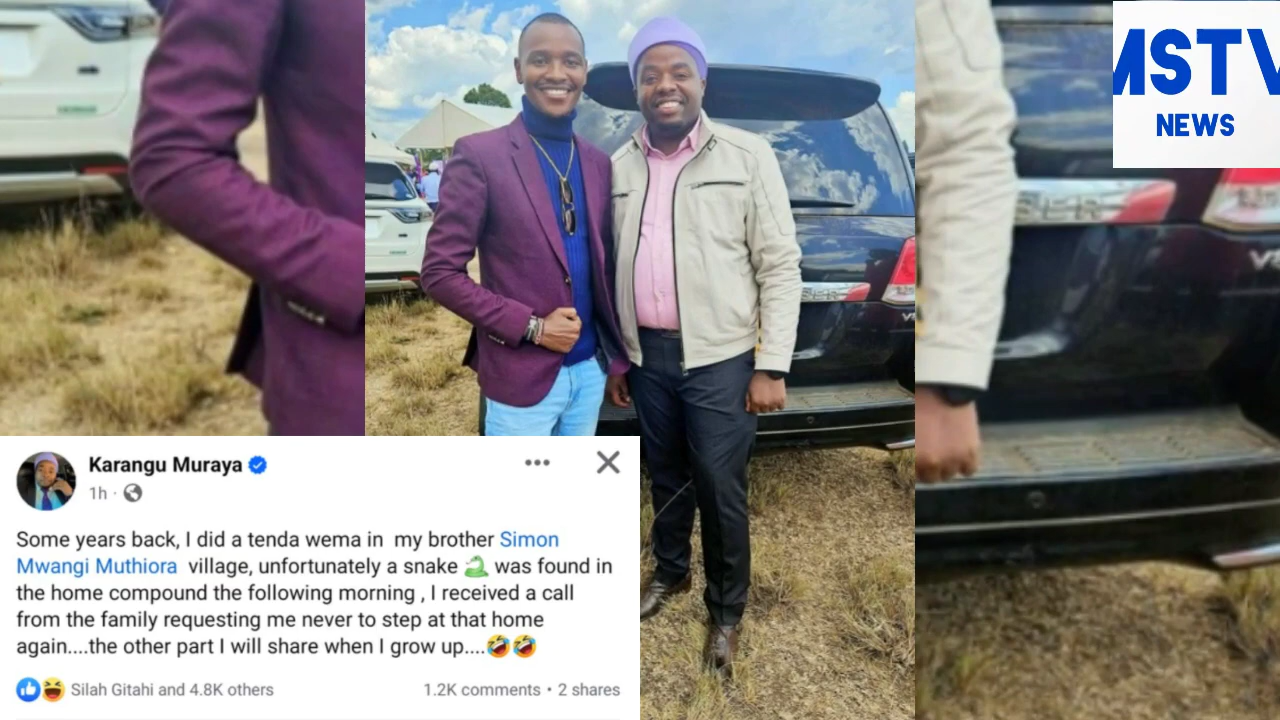 MSTV
NEWS
Karangu Muraya
1h ·
Some years back, I did a tenda wema in my brother Simon
Mwangi Muthiora village, unfortunately a snake 🐍 was found in
the home compound the following morning , I received a call
from the family requesting me never to step at that home
again....the other part I will share when I grow up....🤣🤣
Silah Gitahi and 4.8K others
1.2K comments • 2 shares